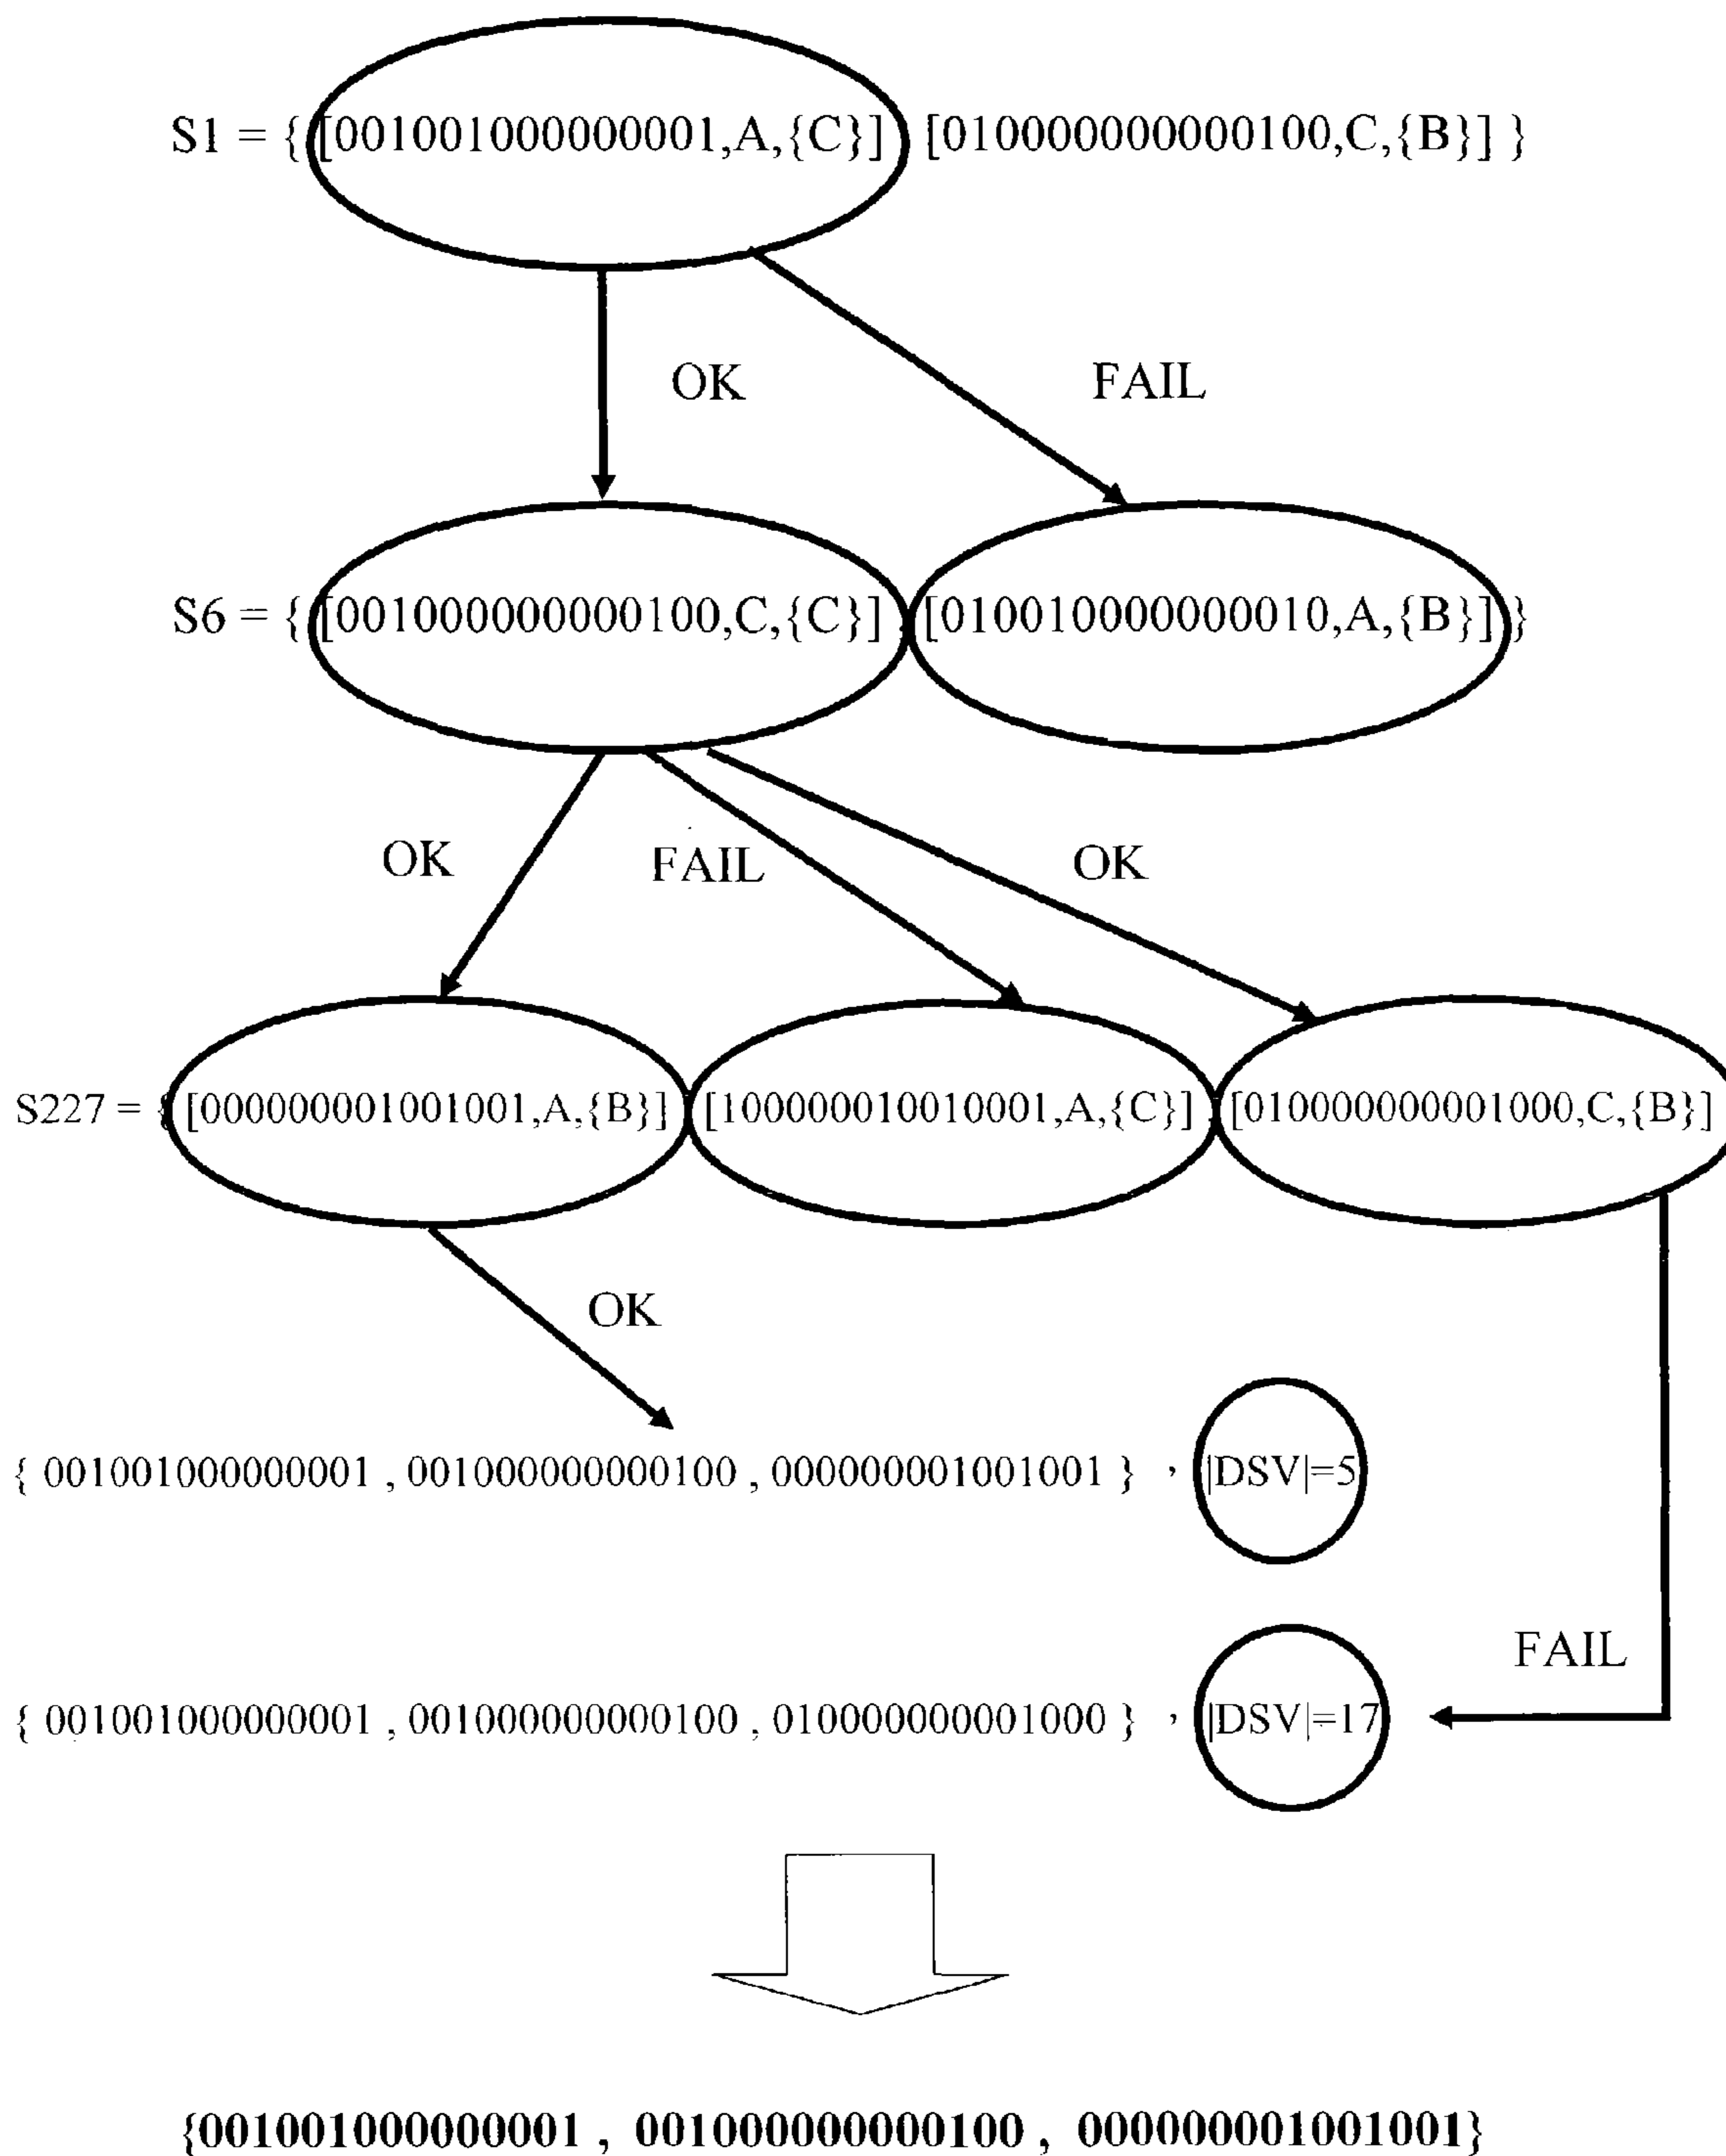 S1 = { [001001000000001,A,{C}] [010000000000100,C,{B}] }
OK
FAIL
S6 = { [001000000000100,C,{C}] [010010000000010,A,{B}] }
OK
FAIL
OK
S227 = { [000000001001001,A,{B}] [100000010010001,A,{C}] [010000000001000,C,{B}]
OK
{ 001001000000001 , 001000000000100 , 000000001001001 } , |DSV|=5
FAIL
{ 001001000000001 , 001000000000100 , 010000000001000 } , |DSV|=17
{001001000000001 , 001000000000100 , 000000001001001}